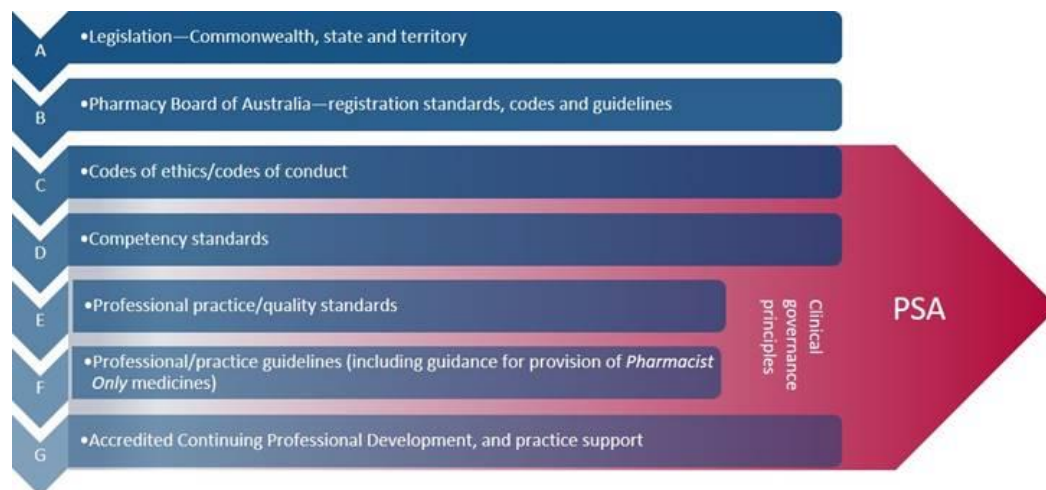 A
•Legislation—Commonwealth, state and territory
B
•Pharmacy Board of Australia—registration standards, codes and guidelines
C
•Codes of ethics/codes of conduct
D
•Competency standards
E
•Professional practice/quality standards
F
•Professional/practice guidelines (including guidance for provision of Pharmacist
Only medicines)
G
•Accredited Continuing Professional Development, and practice support
Clinical
governance
principles
PSA